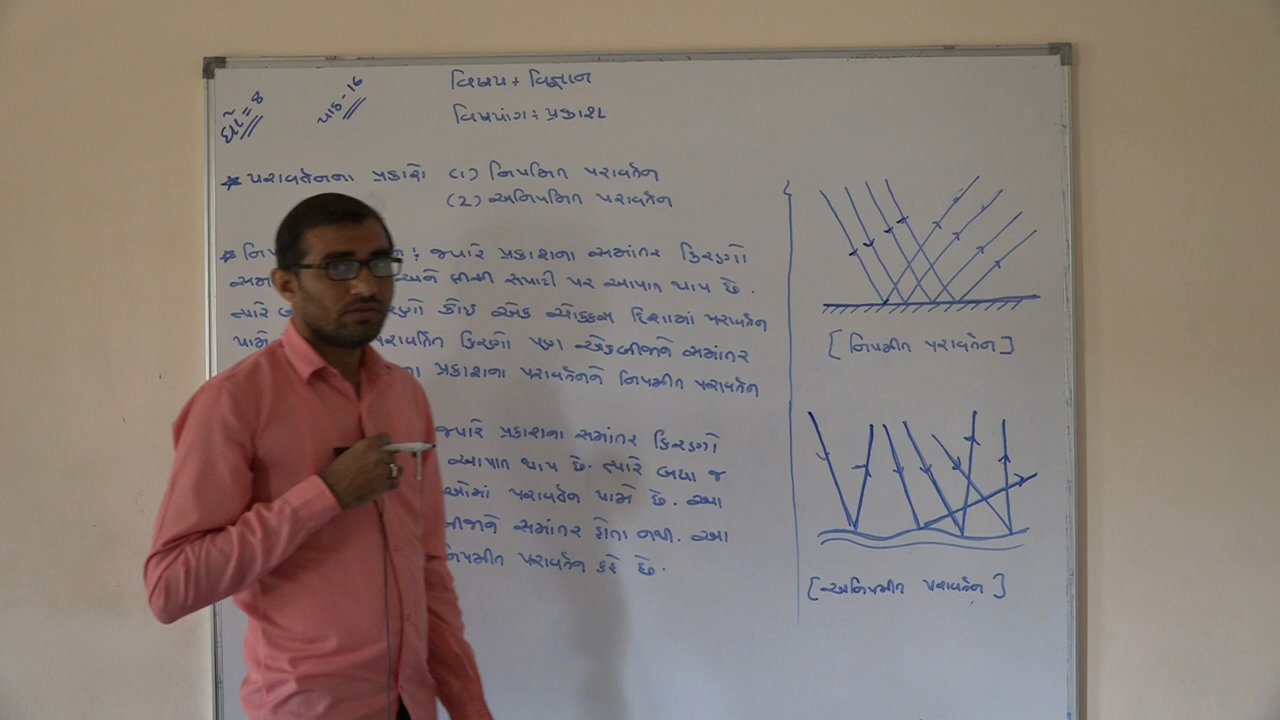 ધો = 8
પાઠ - 16
વિષય : વિજ્ઞાન
વિષયાંગ : પ્રકાશ
* પરાવર્તનના પ્રકારો (1) નિયમિત પરાવર્તન
(2) અનિયમિત પરાવર્તન
* નિય : જ્યારે પ્રકાશના સમાંતર કિરણો
સમ અને લીસી સપાટી પર આપાત થાય છે.
ત્યારે કોઈ એક ચોક્કસ દિશામાં પરાવર્તન
પામે પરાવર્તિત કિરણો પણ એકબીજાને સમાંતર
પ્રકાશના પરાવર્તનને નિયમીત પરાવર્તન
જ્યારે પ્રકાશના સમાંતર કિરણો
આપાત થાય છે. ત્યારે બધા જ
પરાવર્તન પામે છે. આ
સમાંતર હોતા નથી. આ
પરાવર્તન કહે છે.
[નિયમીત પરાવર્તન]
[અનિયમીત પરાવર્તન]